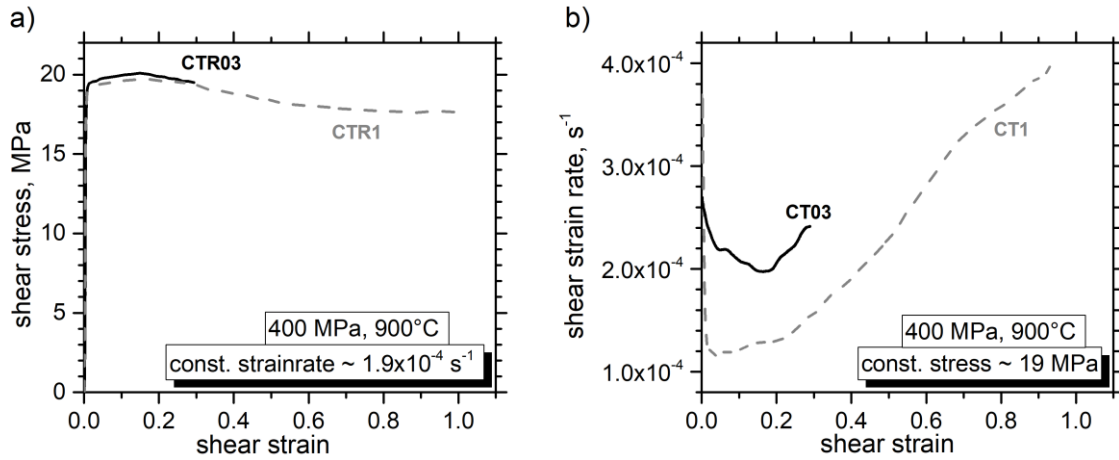 a)
shear stress, MPa
20
15
10
5
0
CTR03
CTR1
400 MPa, 900°C
const. strainrate ~ 1.9x10⁻⁴ s⁻¹
0.0 0.2 0.4 0.6 0.8 1.0
shear strain
b)
shear strain rate, s⁻¹
4.0x10⁻⁴
3.0x10⁻⁴
2.0x10⁻⁴
1.0x10⁻⁴
CT1
CT03
400 MPa, 900°C
const. stress ~ 19 MPa
0.0 0.2 0.4 0.6 0.8 1.0
shear strain